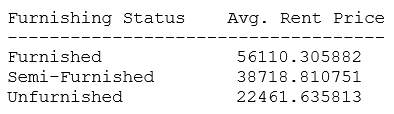 Furnishing Status    Avg. Rent Price
------------------------------------
Furnished             56110.305882
Semi-Furnished        38718.810751
Unfurnished           22461.635813